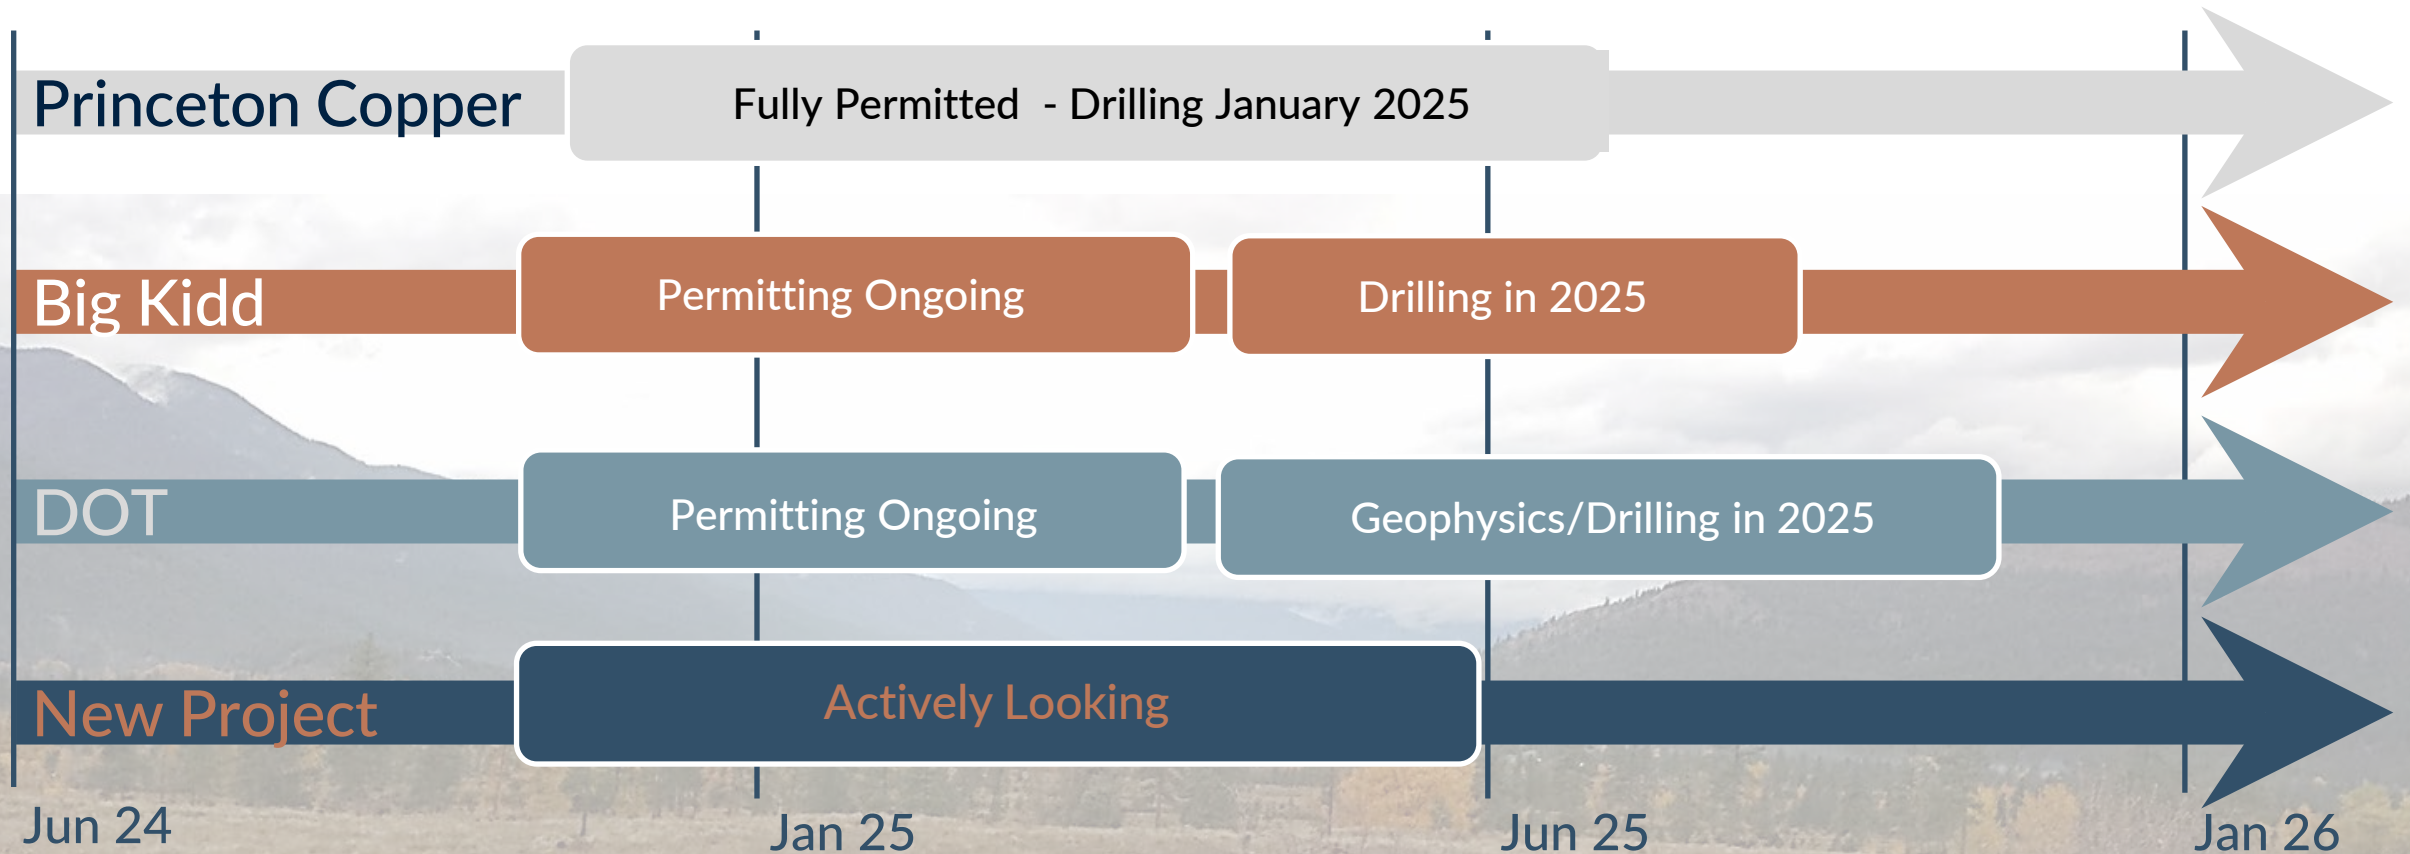 Princeton Copper
Fully Permitted  - Drilling January 2025
Big Kidd
Permitting Ongoing
Drilling in 2025
DOT
Permitting Ongoing
Geophysics/Drilling in 2025
New Project
Actively Looking
Jun 24
Jan 25
Jun 25
Jan 26